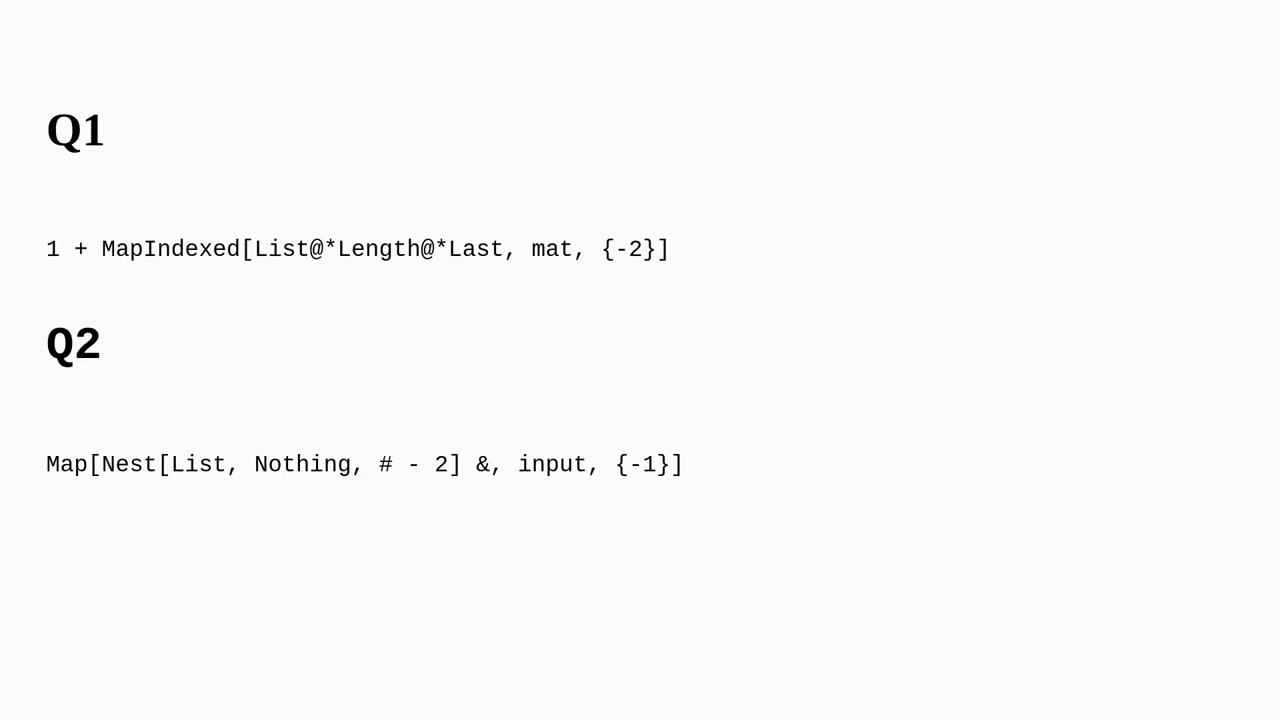 Q1
1 + MapIndexed[List@*Length@*Last, mat, {-2}]
Q2
Map[Nest[List, Nothing, # - 2] &, input, {-1}]